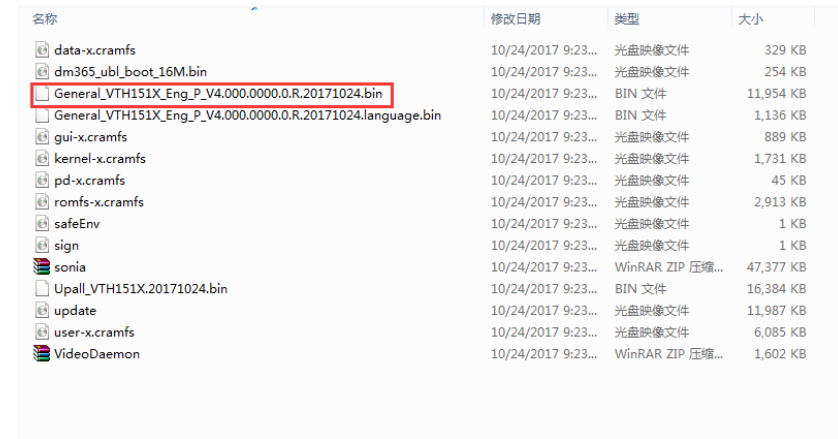 名称 修改日期 类型 大小
data-x.cramfs 10/24/2017 9:23... 光盘映像文件 329 KB
dm365_ubl_boot_16M.bin 10/24/2017 9:23... 光盘映像文件 254 KB
General_VTH151X_Eng_P_V4.000.0000.0.R.20171024.bin 10/24/2017 9:23... BIN 文件 11,954 KB
General_VTH151X_Eng_P_V4.000.0000.0.R.20171024.language.bin 10/24/2017 9:23... BIN 文件 1,136 KB
gui-x.cramfs 10/24/2017 9:23... 光盘映像文件 889 KB
kernel-x.cramfs 10/24/2017 9:23... 光盘映像文件 1,731 KB
pd-x.cramfs 10/24/2017 9:23... 光盘映像文件 45 KB
romfs-x.cramfs 10/24/2017 9:23... 光盘映像文件 2,913 KB
safeEnv 10/24/2017 9:23... 光盘映像文件 1 KB
sign 10/24/2017 9:23... 光盘映像文件 1 KB
sonia 10/24/2017 9:23... WinRAR ZIP 压缩... 47,377 KB
Upall_VTH151X.20171024.bin 10/24/2017 9:23... BIN 文件 16,384 KB
update 10/24/2017 9:23... 光盘映像文件 11,987 KB
user-x.cramfs 10/24/2017 9:23... 光盘映像文件 6,085 KB
VideoDaemon 10/24/2017 9:23... WinRAR ZIP 压缩... 1,602 KB